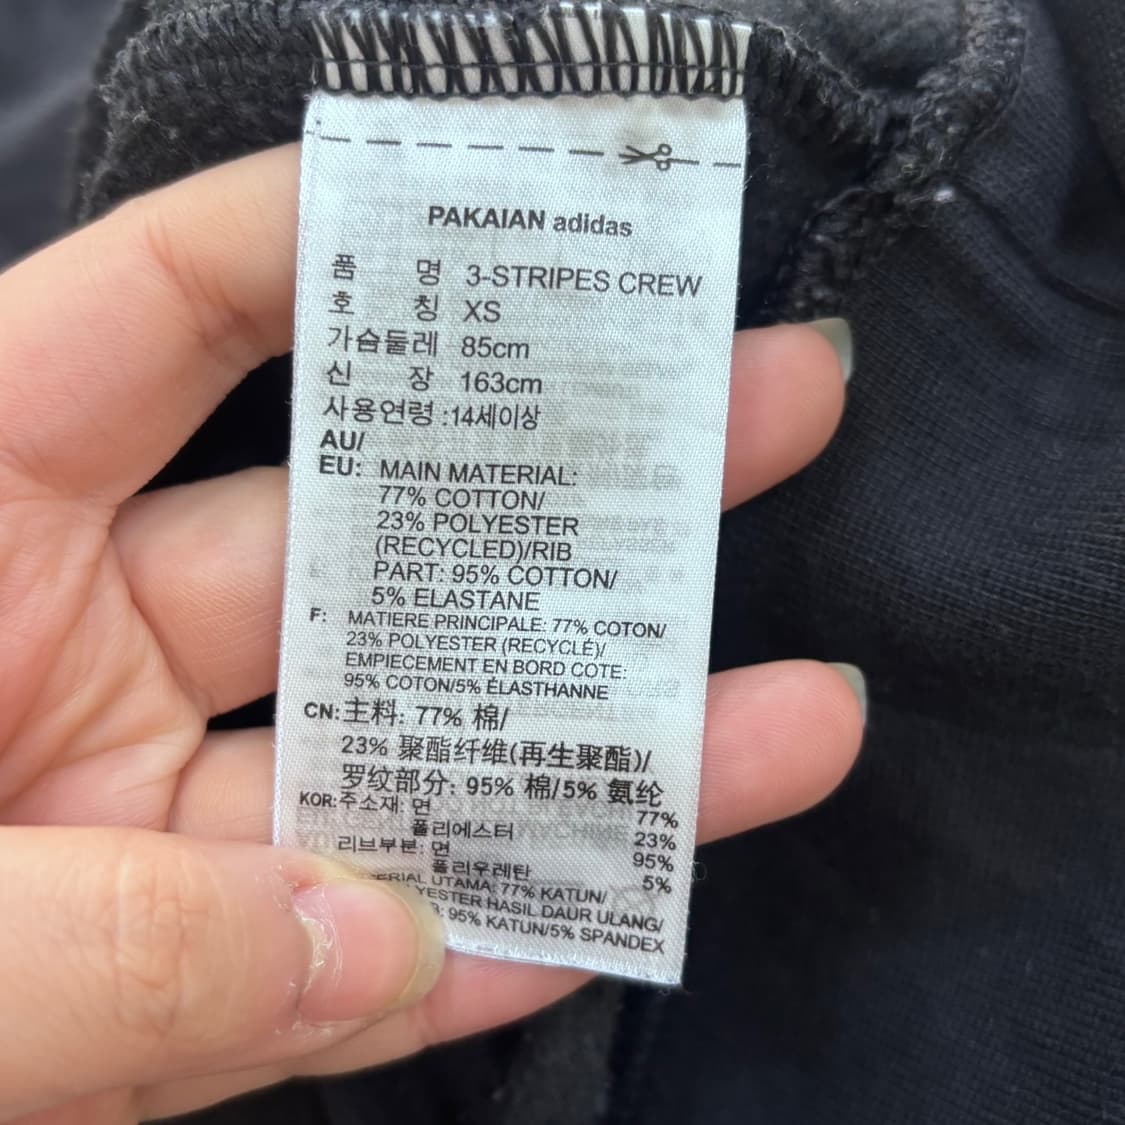 PAKAIAN adidas
품 명 3-STRIPES CREW
호 칭 XS
가슴둘레 85cm
신 장 163cm
사용연령 :14세이상
AU/
EU: MAIN MATERIAL:
77% COTTON/
23% POLYESTER
(RECYCLED)/RIB
PART: 95% COTTON/
5% ELASTANE
F: MATIERE PRINCIPALE: 77% COTON/
23% POLYESTER (RECYCLÉ)/
EMPIECEMENT EN BORD COTE:
95% COTON/5% ÉLASTHANNE
CN: 主料: 77% 棉/
23% 聚酯纤维(再生聚酯)/
罗纹部分: 95% 棉/5% 氨纶
KOR: 주소재: 면 77%
폴리에스터 23%
리브부분: 면 95%
폴리우레탄 5%
UTAMA: 77% KATUN/
HASIL DAUR ULANG/
95% KATUN/5% SPANDEX